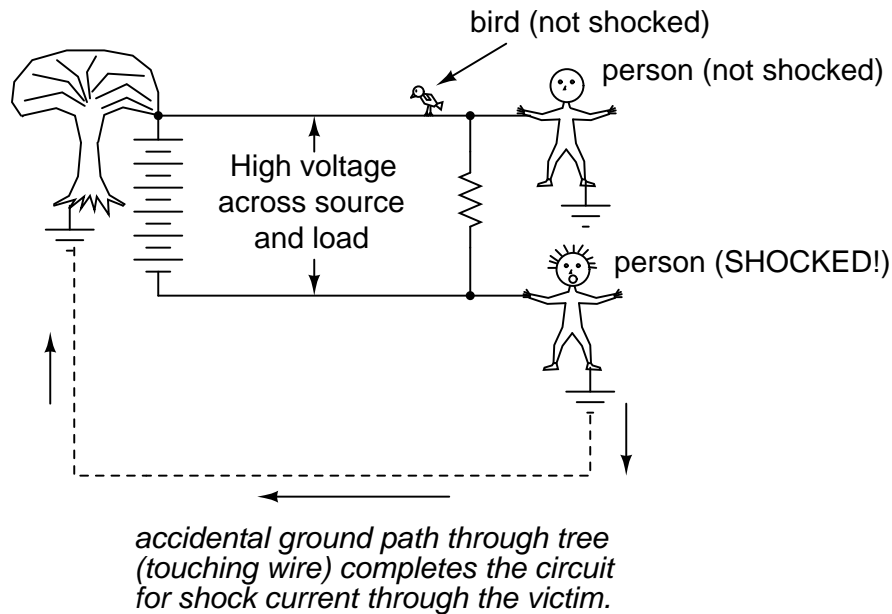 bird (not shocked)
person (not shocked)
High voltage
across source
and load
person (SHOCKED!)
accidental ground path through tree
(touching wire) completes the circuit
for shock current through the victim.